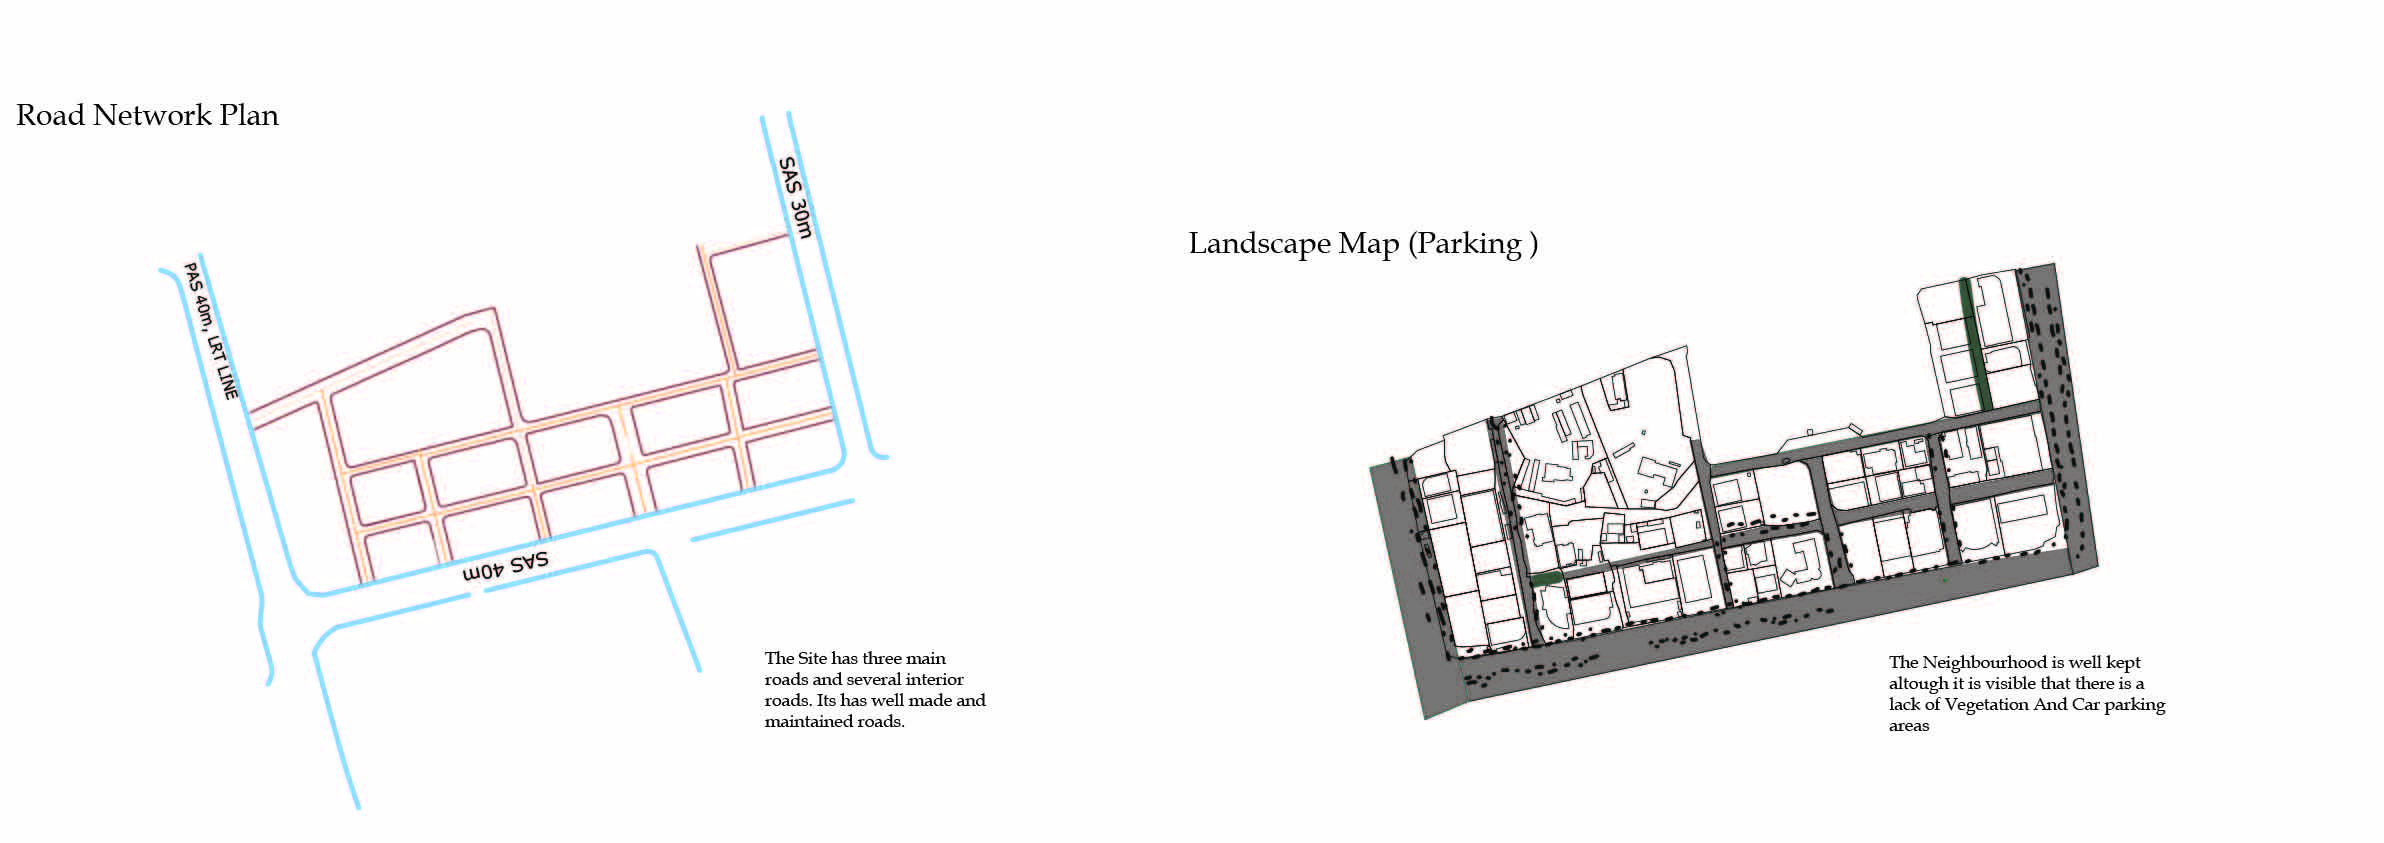 Road Network Plan
SAS 30m
PAS 40m, LRT LINE
SAS 40m
The Site has three main
roads and several interior
roads. Its has well made and
maintained roads.
Landscape Map (Parking )
The Neighbourhood is well kept
altough it is visible that there is a
lack of Vegetation And Car parking
areas